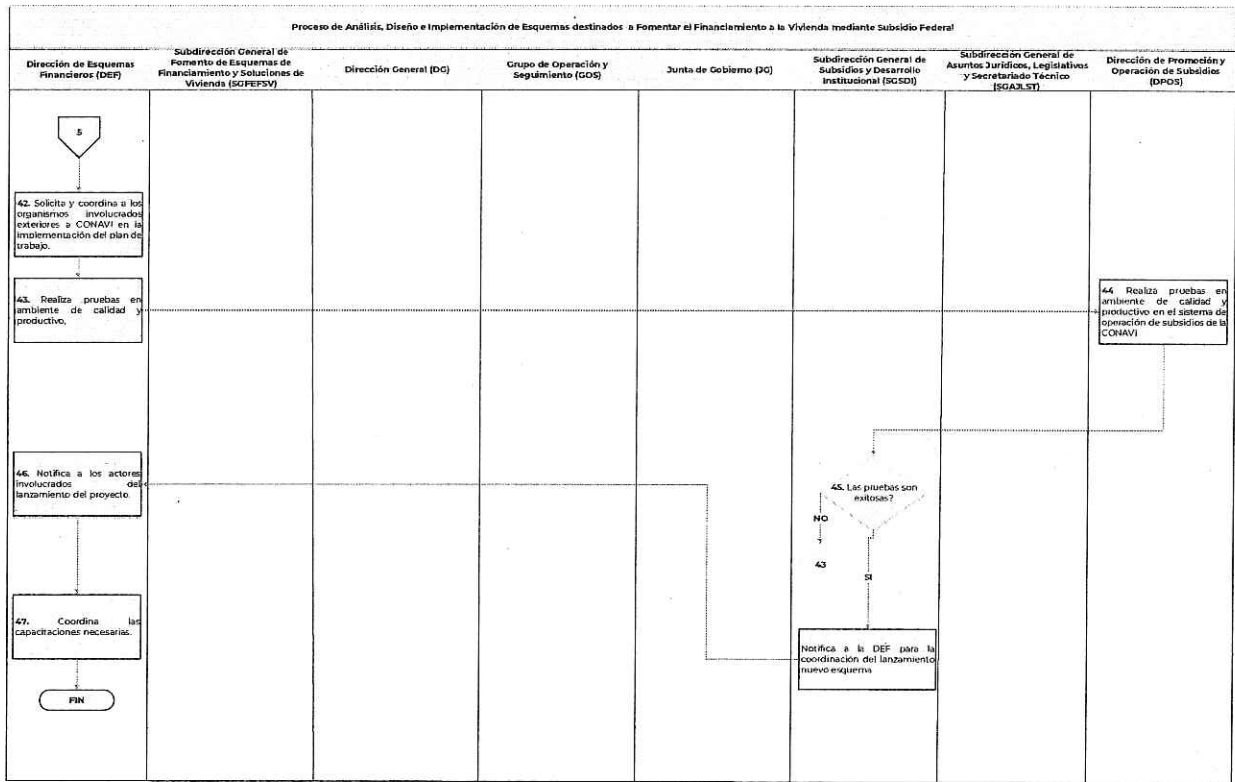 Proceso de Análisis, Diseño e Implementación de Esquemas destinados a Fomentar el Financiamiento a la Vivienda mediante Subsidio Federal
Dirección de Esquemas
Financieros (DEF)
Subdirección General de
Fomento de Esquemas de
Financiamiento y Soluciones de
Vivienda (SGFEFSV)
Dirección General (DG)
Grupo de Operación y
Seguimiento (GOS)
Junta de Gobierno (JG)
Subdirección General de
Subsidios y Desarrollo
Institucional (SGSDI)
Subdirección General de
Asuntos Jurídicos, Legislativos
y Secretariado Técnico
(SGAJLST)
Dirección de Promoción y
Operación de Subsidios
(DPOS)
5
42. Solicita y coordina a los
organismos involucrados
exteriores a CONAVI en la
implementación del plan de
trabajo.
43. Realiza pruebas en
ambiente de calidad y
productivo,
44 Realiza pruebas en
ambiente de calidad y
productivo en el sistema de
operación de subsidios de la
CONAVI
45. Las pruebas son
exitosas?
NO
43
SI
Notifica a la DEF para la
coordinación del lanzamiento
nuevo esquema
46. Notifica a los actores
involucrados del
lanzamiento del proyecto.
47. Coordina las
capacitaciones necesarias.
FIN